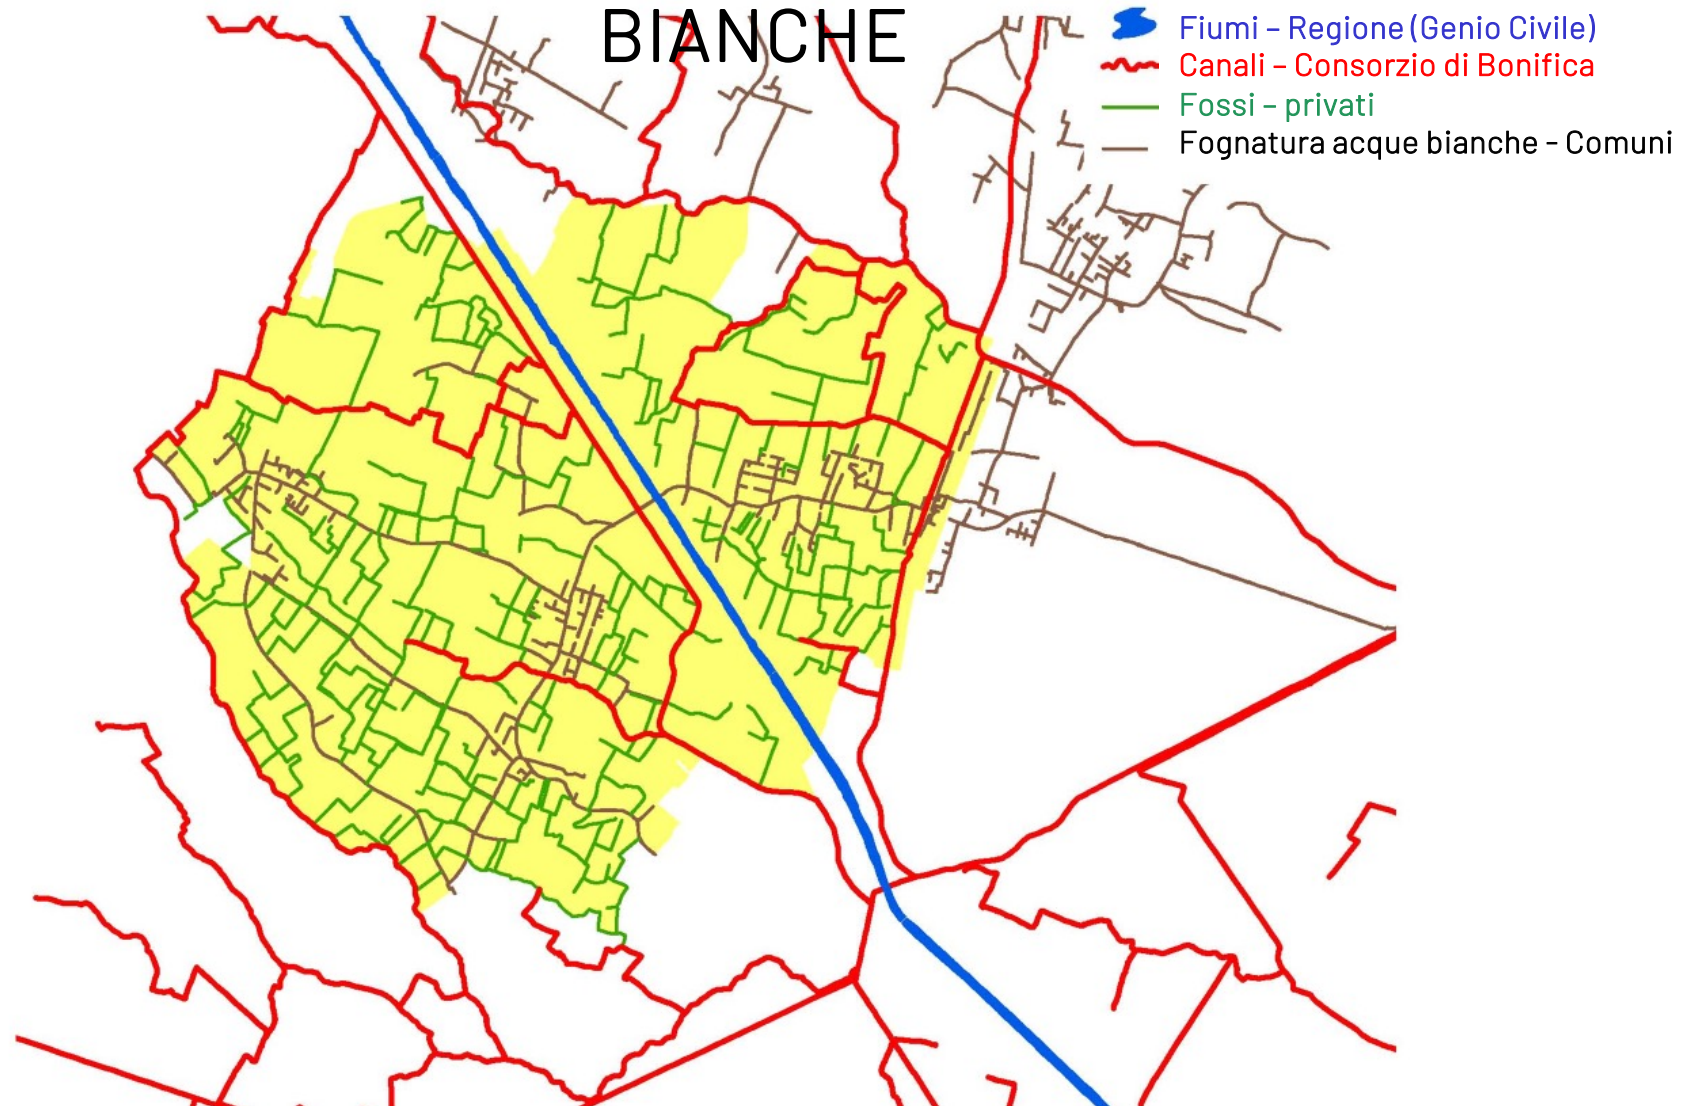 BIANCHE
Fiumi – Regione (Genio Civile)
Canali – Consorzio di Bonifica
Fossi – privati
Fognatura acque bianche - Comuni